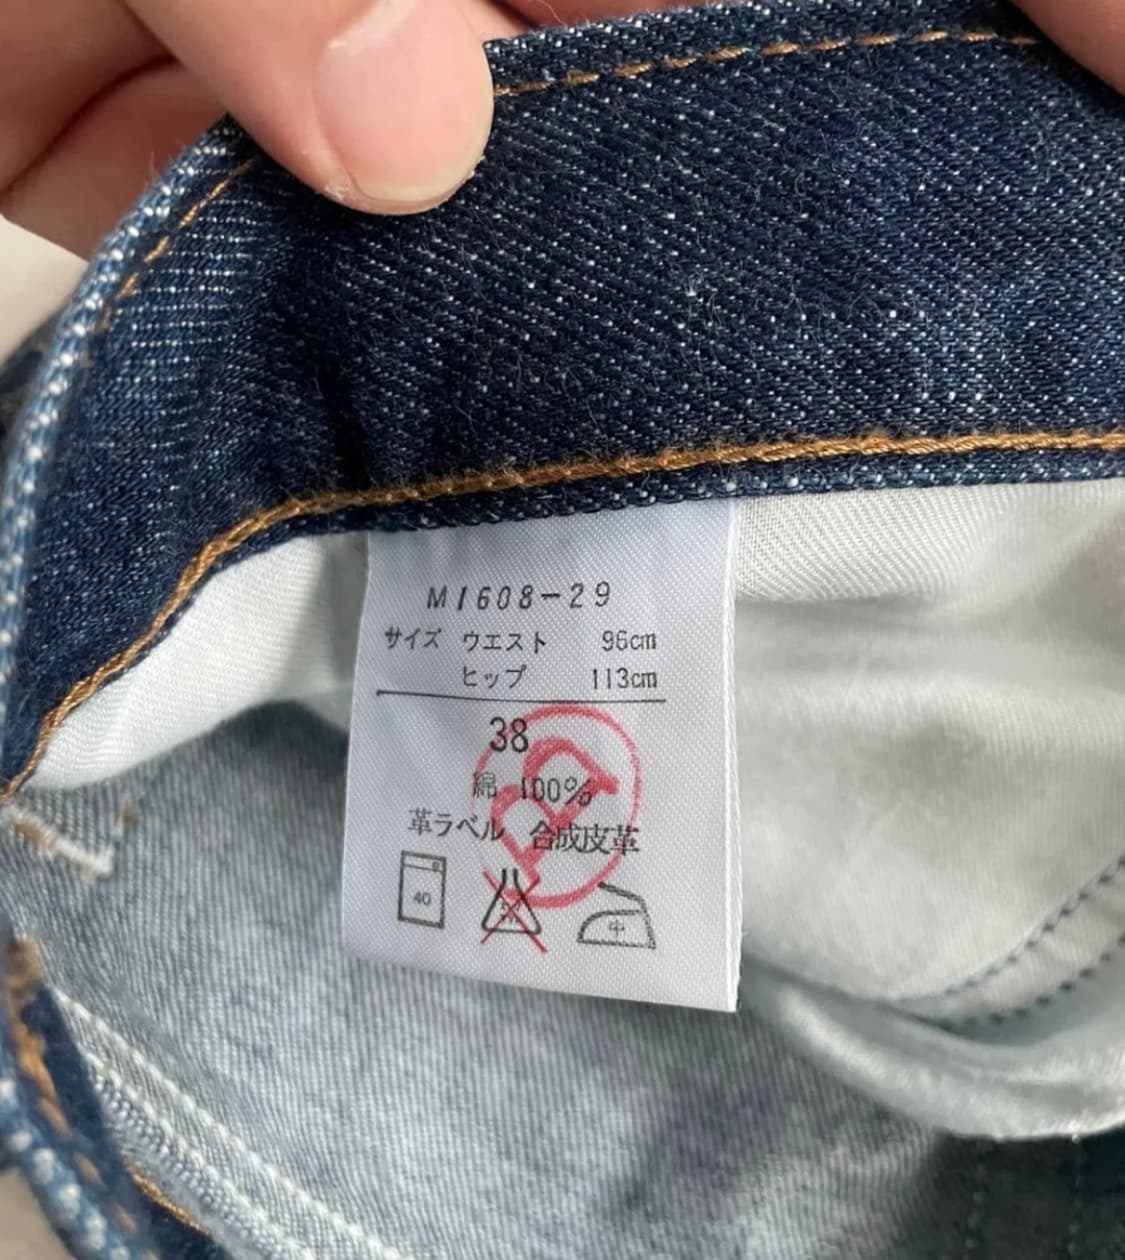 M1608-29
サイズ ウエスト 96cm
ヒップ 113cm
38
綿 100%
革ラベル 合成皮革
40
中